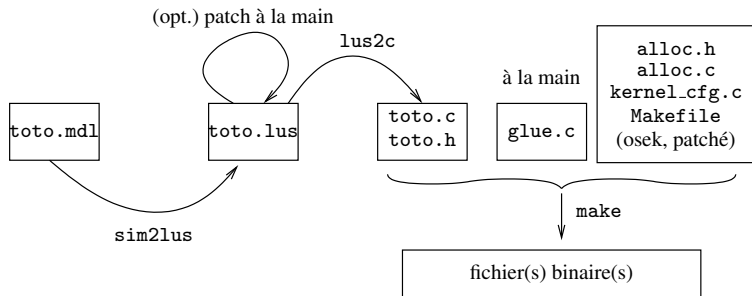 (opt.) patch à la main
lus2c
à la main
toto.mdl
toto.lus
toto.c
toto.h
glue.c
alloc.h
alloc.c
kernel_cfg.c
Makefile
(osek, patché)
sim2lus
make
fichier(s) binaire(s)